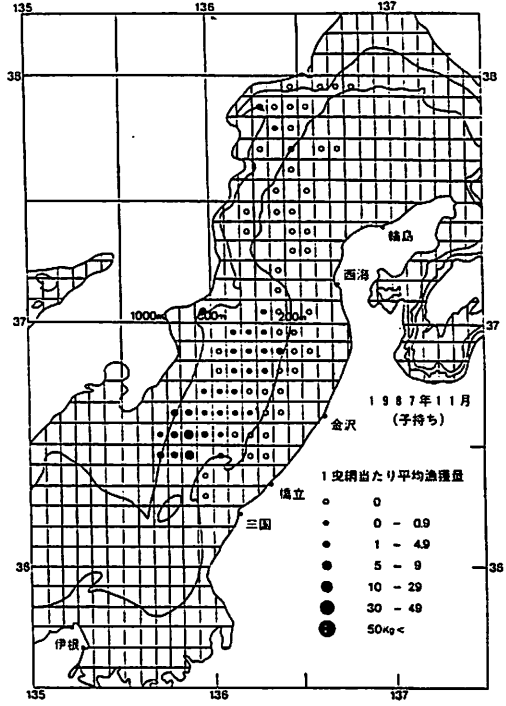 135 136 137
38 38
輪島
西海
1000m 500m 200m
37 37
1987年11月
(子持ち)
金沢
1曳網当たり平均漁獲量
橋立
0
三国
0 - 0.9
1 - 4.9
5 - 9
36 36
10 - 29
30 - 49
50Kg<
伊根
135 136 137